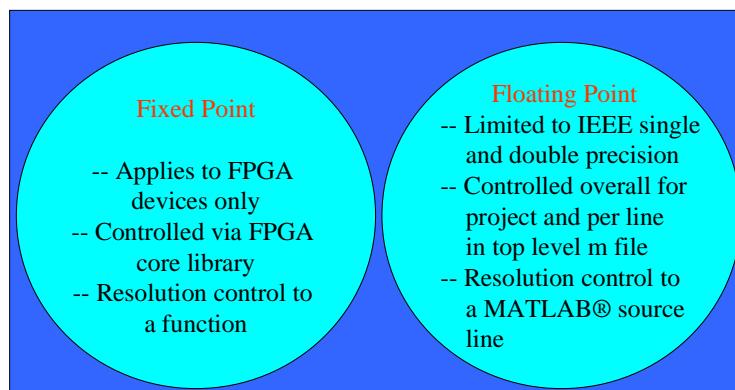 Fixed Point
-- Applies to FPGA
devices only
-- Controlled via FPGA
core library
-- Resolution control to
a function
Floating Point
-- Limited to IEEE single
and double precision
-- Controlled overall for
project and per line
in top level m file
-- Resolution control to
a MATLAB® source
line